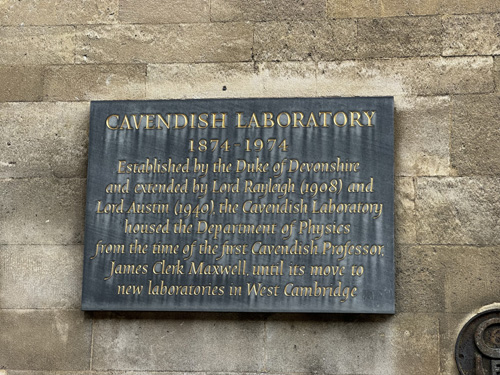 CAVENDISH LABORATORY
1874-1974
Established by the Duke of Devonshire
and extended by Lord Rayleigh (1908) and
Lord Austin (1940), the Cavendish Laboratory
housed the Department of Physics
from the time of the first Cavendish Professor,
James Clerk Maxwell, until its move to
new laboratories in West Cambridge